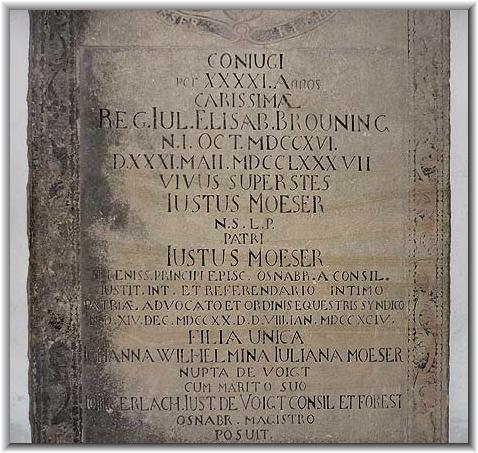 CONIUGI
PER XXXXI. ANNOS
CARISSIMÆ
REG. IUL. ELISAB. BROUNING
N. I. OCT. MDCCXVI.
D. XXXI. MAII. MDCCLXXXVII
VIVUS SUPERSTES
IUSTUS MOESER
N. S. L. P.
PATRI
IUSTUS MOESER
SERENISS. PRINCIPI EPISC. OSNABR. A CONSIL.
IUSTIT. INT. ET REFERENDARIO INTIMO
PATRIÆ ADVOCATO ET ORDINIS EQUESTRIS SYNDICO
D. XIV. DEC. MDCCXX. D. D. VIII. IAN. MDCCXCIV.
FILIA UNICA
IOHANNA WILHELMINA IULIANA MOESER
NUPTA DE VOIGT
CUM MARITO SUO
GERLACH. IUST. DE VOIGT CONSIL ET FOREST
OSNABR. MAGISTRO
POSUIT.